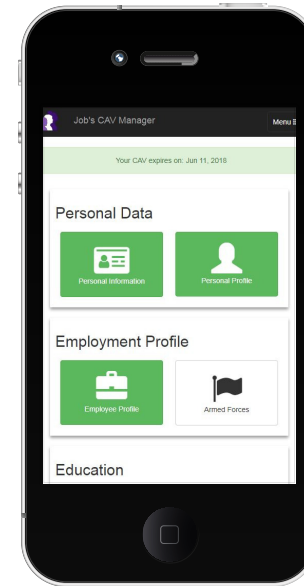 Job's CAV Manager
Menu
Your CAV expires on: Jun 11, 2018
Personal Data
Personal Information
Personal Profile
Employment Profile
Employee Profile
Armed Forces
Education